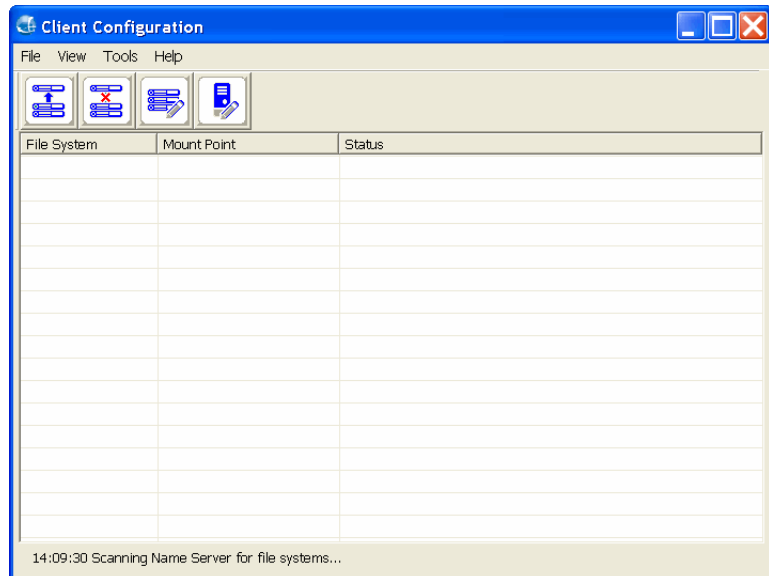 Client Configuration
File View Tools Help
File System Mount Point Status
14:09:30 Scanning Name Server for file systems...